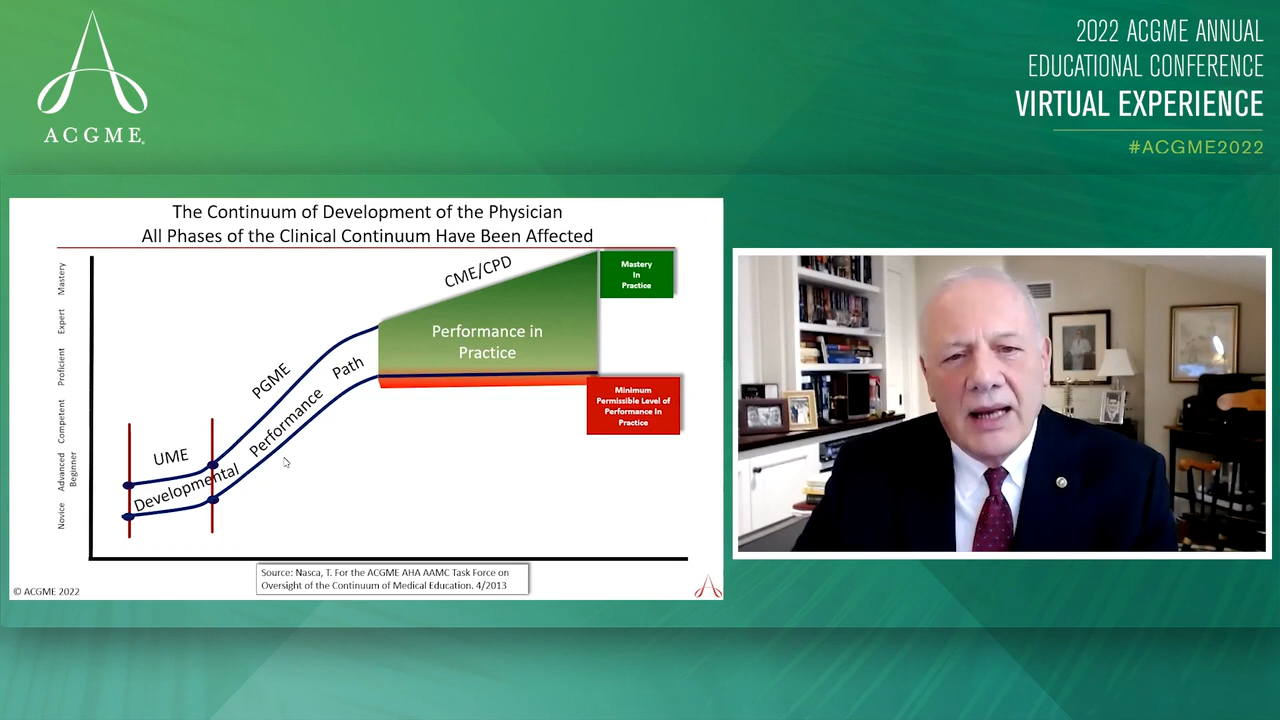 ACGME
2022 ACGME ANNUAL
EDUCATIONAL CONFERENCE
VIRTUAL EXPERIENCE
#ACGME2022
The Continuum of Development of the Physician
All Phases of the Clinical Continuum Have Been Affected
Mastery
Expert
Proficient
Competent
Advanced
Beginner
Novice
UME
PGME
CME/CPD
Developmental Performance Path
Performance in
Practice
Mastery
In
Practice
Minimum
Permissible Level of
Performance In
Practice
Source: Nasca, T. For the ACGME AHA AAMC Task Force on
Oversight of the Continuum of Medical Education. 4/2013
© ACGME 2022